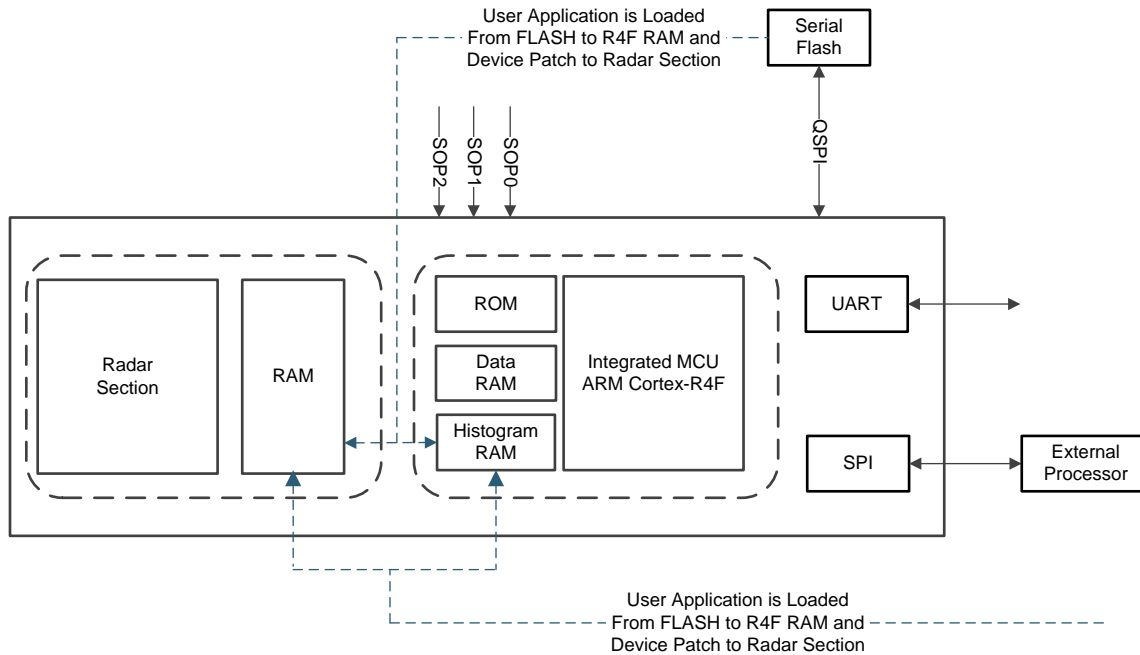 User Application is Loaded
From FLASH to R4F RAM and
Device Patch to Radar Section
Serial
Flash
SOP2
SOP1
SOP0
QSPI
Radar
Section
RAM
ROM
Data
RAM
Histogram
RAM
Integrated MCU
ARM Cortex-R4F
UART
SPI
External
Processor
User Application is Loaded
From FLASH to R4F RAM and
Device Patch to Radar Section